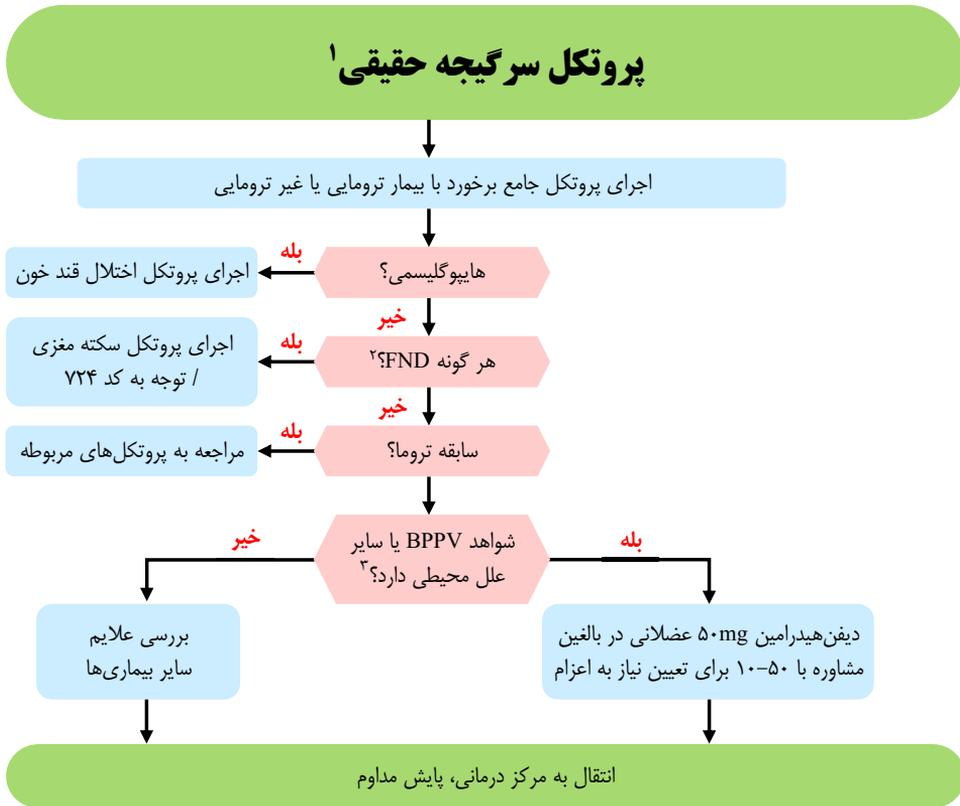 پروتکل سرگیجه حقیقی۱
اجرای پروتکل جامع برخورد با بیمار ترومایی یا غیر ترومایی
هایپوگلیسمی؟
بله
اجرای پروتکل اختلال قند خون
خیر
هر گونه FND؟۲
بله
اجرای پروتکل سکته مغزی
/ توجه به کد ۷۲۴
خیر
سابقه تروما؟
بله
مراجعه به پروتکل‌های مربوطه
شواهد BPPV یا سایر
علل محیطی دارد؟۳
بله
خیر
دیفن‌هیدرامین ۵۰mg عضلانی در بالغین
مشاوره با ۵۰–۱۰ برای تعیین نیاز به اعزام
بررسی علایم
سایر بیماری‌ها
انتقال به مرکز درمانی، پایش مداوم